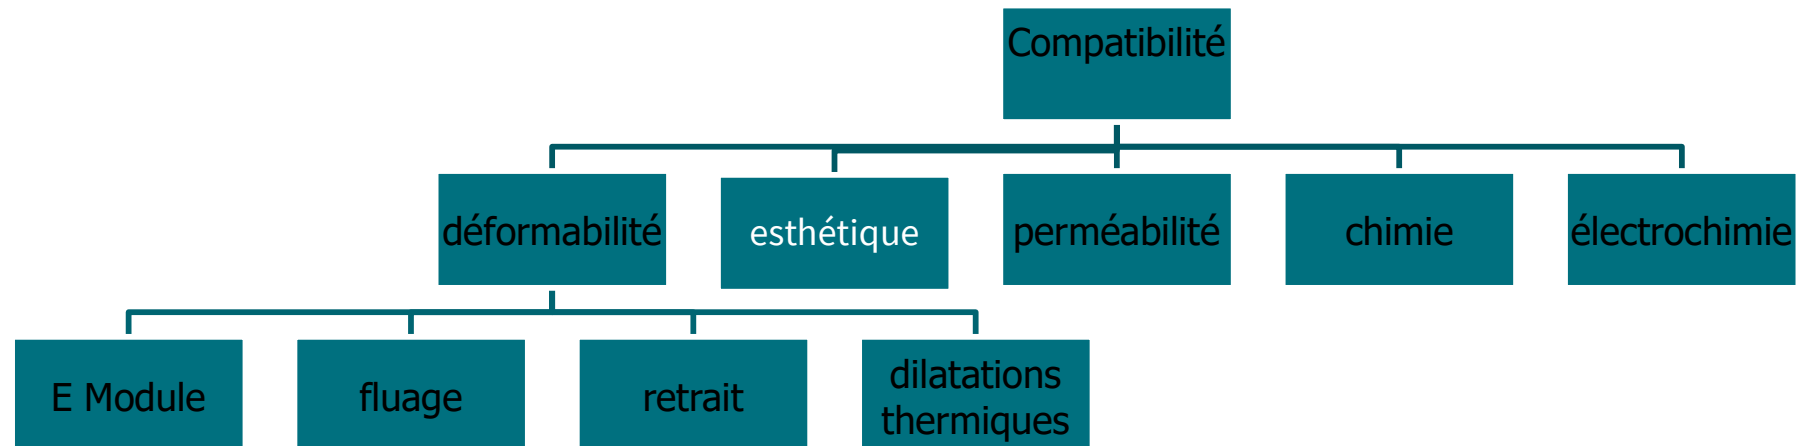 Compatibilité
déformabilité
esthétique
perméabilité
chimie
électrochimie
E Module
fluage
retrait
dilatations
thermiques